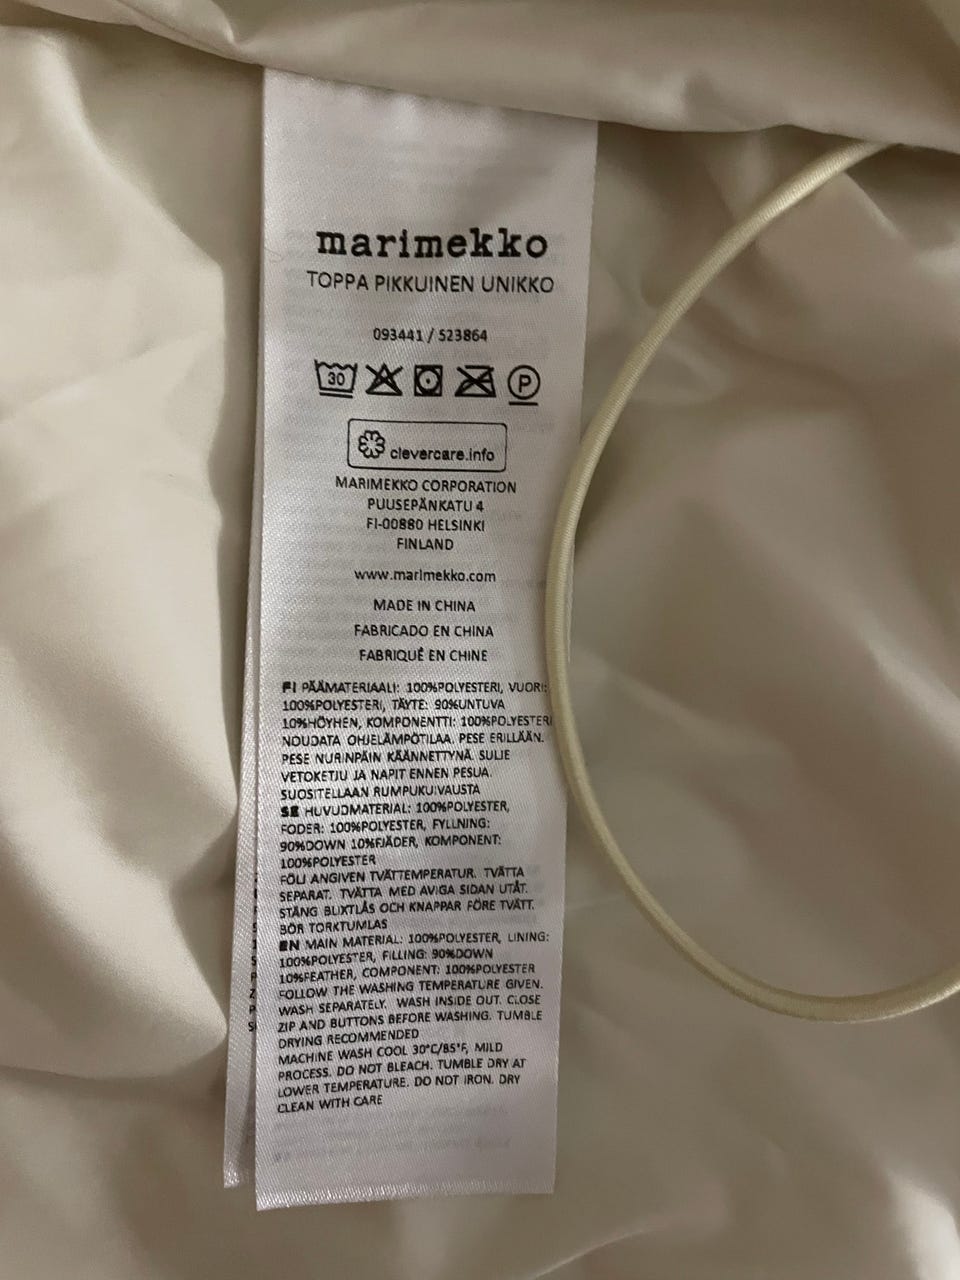 marimekko
TOPPA PIKKUINEN UNIKKO
093441 / 523864
30
P
clevercare.info
MARIMEKKO CORPORATION
PUUSEPÄNKATU 4
FI-00880 HELSINKI
FINLAND
www.marimekko.com
MADE IN CHINA
FABRICADO EN CHINA
FABRIQUÉ EN CHINE
FI PÄÄMATERIAALI: 100%POLYESTERI, VUORI:
100%POLYESTERI, TÄYTE: 90%UNTUVA
10%HÖYHEN, KOMPONENTTI: 100%POLYESTERI
NOUDATA OHJELÄMPÖTILAA. PESE ERILLÄÄN.
PESE NURINPÄIN KÄÄNNETTYNÄ. SULJE
VETOKETJU JA NAPIT ENNEN PESUA.
SUOSITELLAAN RUMPUKUIVAUSTA
SE HUVUDMATERIAL: 100%POLYESTER,
FODER: 100%POLYESTER, FYLLNING:
90%DOWN 10%FJÄDER, KOMPONENT:
100%POLYESTER
FÖLJ ANGIVEN TVÄTTEMPERATUR. TVÄTTA
SEPARAT. TVÄTTA MED AVIGA SIDAN UTÅT.
STÄNG BLIXTLÅS OCH KNAPPAR FÖRE TVÄTT.
BÖR TORKTUMLAS
EN MAIN MATERIAL: 100%POLYESTER, LINING:
100%POLYESTER, FILLING: 90%DOWN
10%FEATHER, COMPONENT: 100%POLYESTER
FOLLOW THE WASHING TEMPERATURE GIVEN.
WASH SEPARATELY. WASH INSIDE OUT. CLOSE
ZIP AND BUTTONS BEFORE WASHING. TUMBLE
DRYING RECOMMENDED
MACHINE WASH COOL 30°C/85°F, MILD
PROCESS. DO NOT BLEACH. TUMBLE DRY AT
LOWER TEMPERATURE. DO NOT IRON. DRY
CLEAN WITH CARE